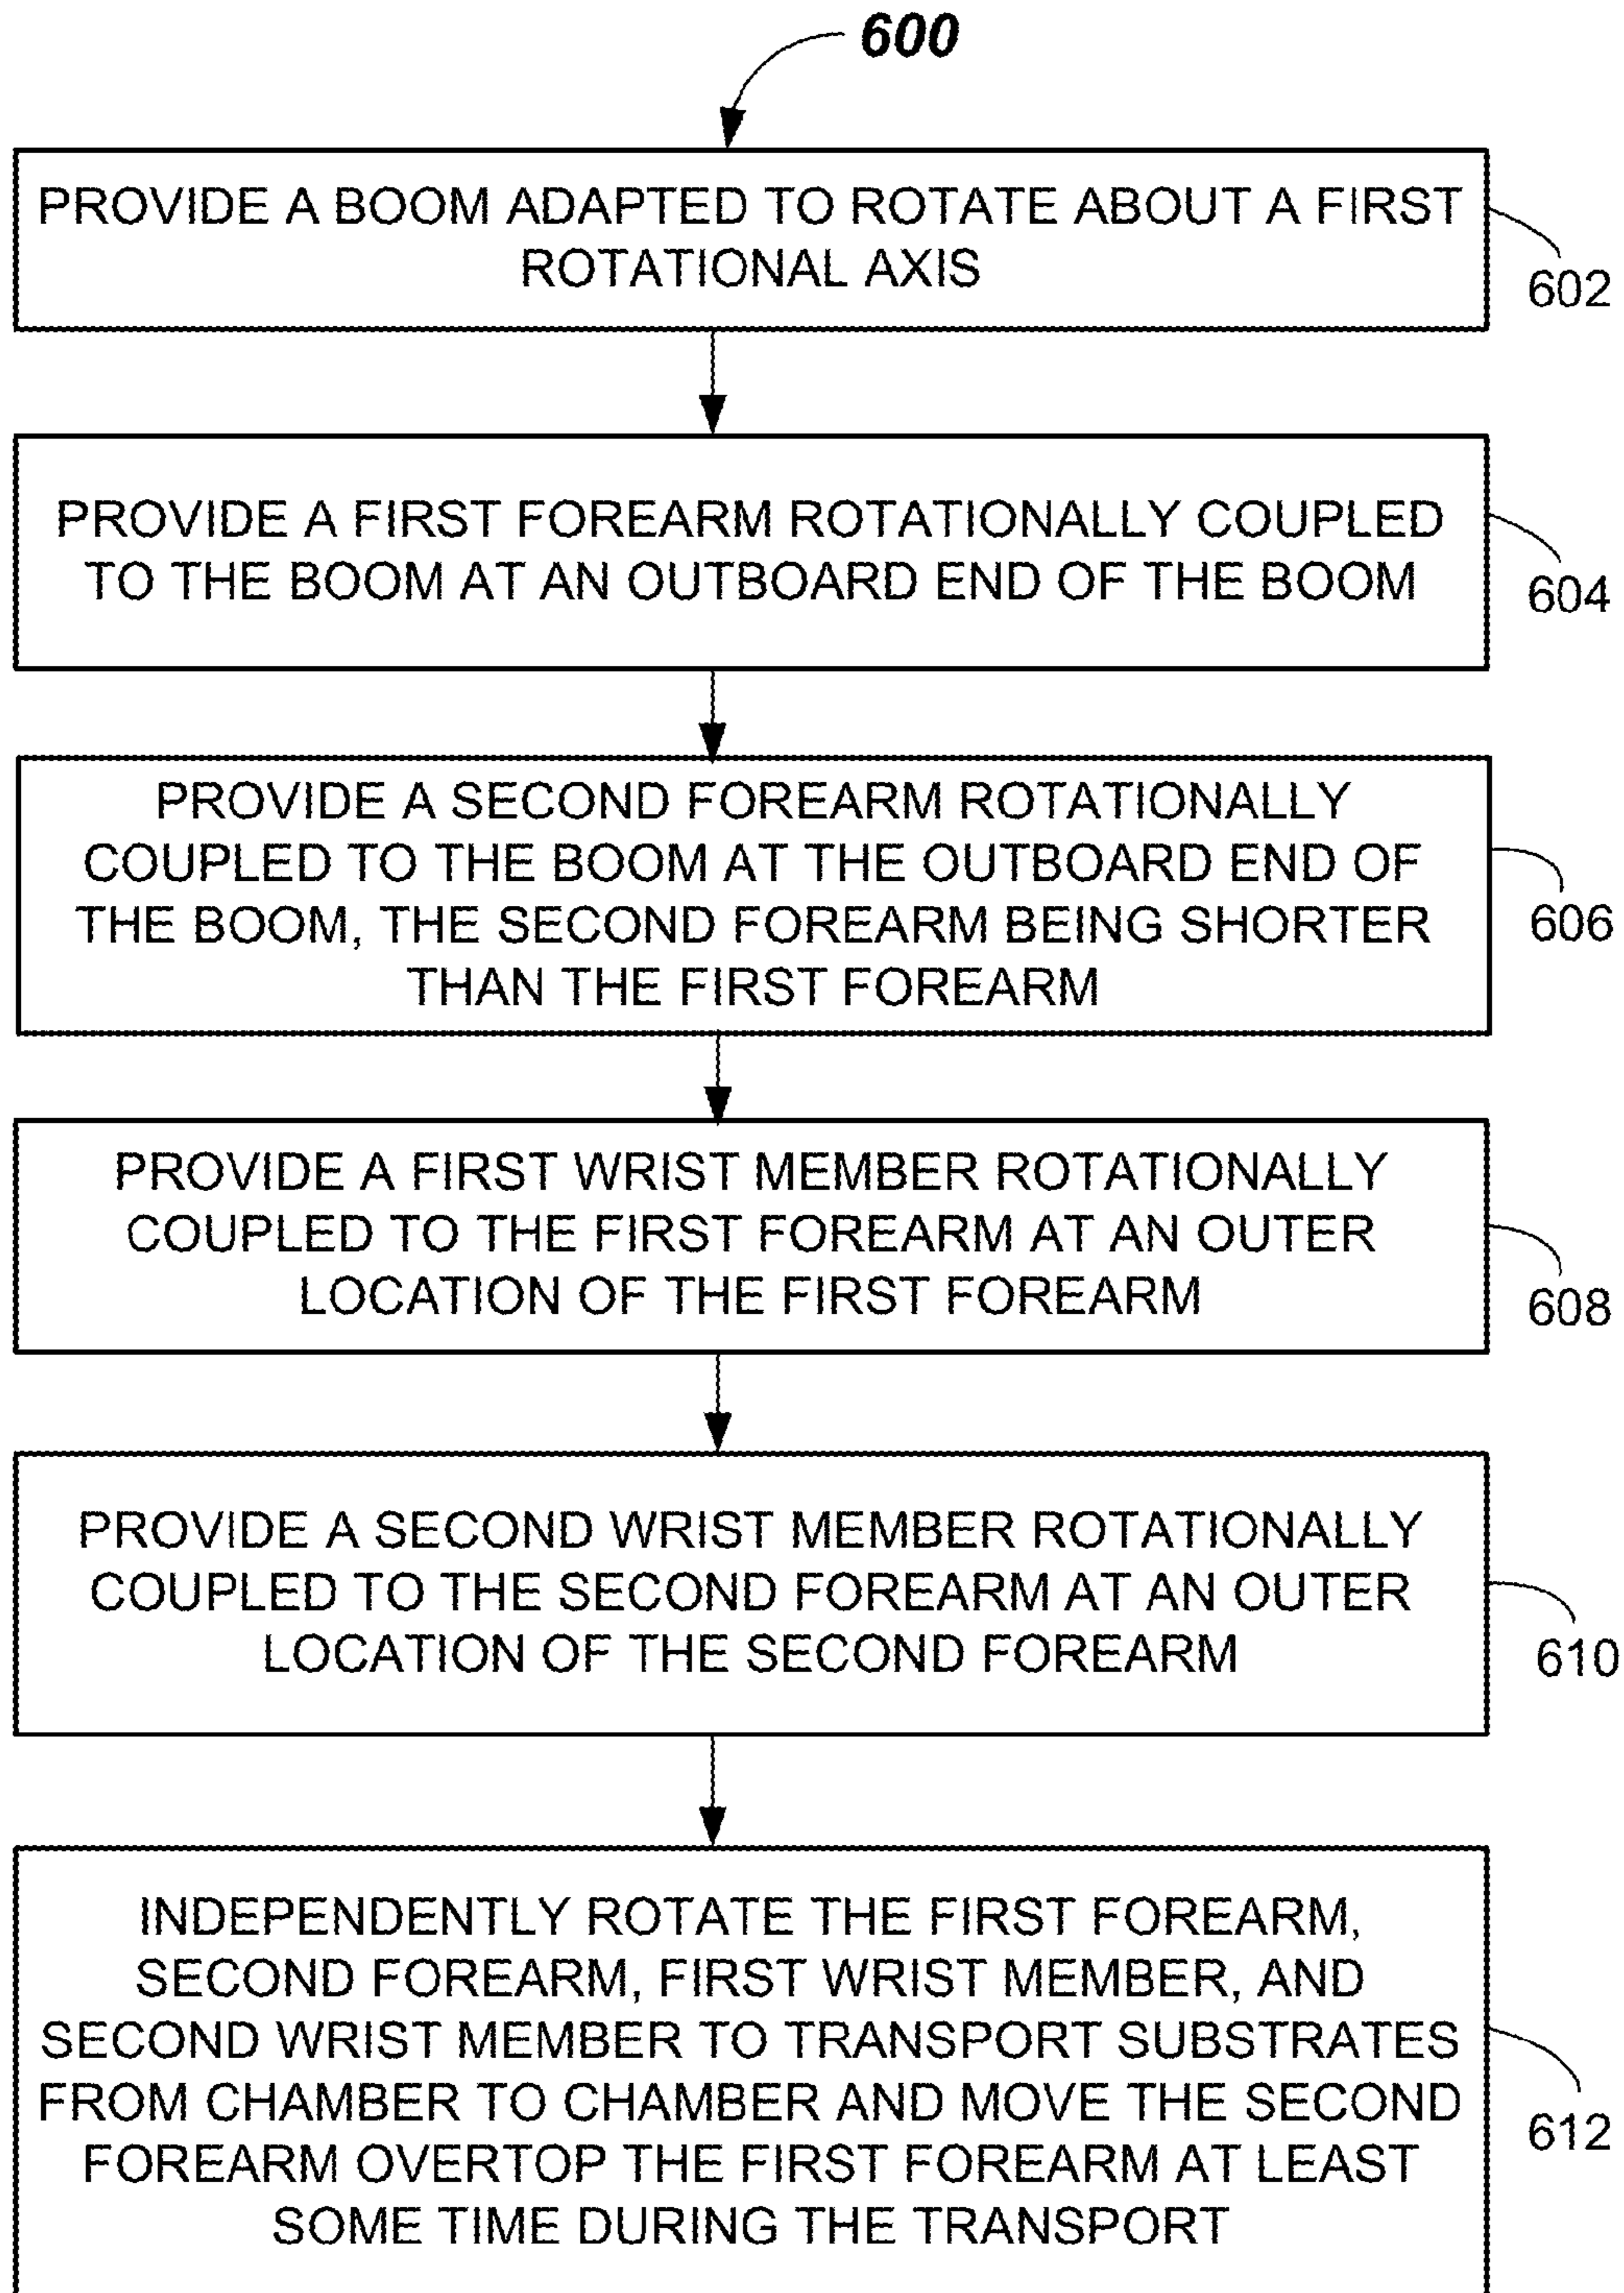 600
PROVIDE A BOOM ADAPTED TO ROTATE ABOUT A FIRST
ROTATIONAL AXIS
602
PROVIDE A FIRST FOREARM ROTATIONALLY COUPLED
TO THE BOOM AT AN OUTBOARD END OF THE BOOM
604
PROVIDE A SECOND FOREARM ROTATIONALLY
COUPLED TO THE BOOM AT THE OUTBOARD END OF
THE BOOM, THE SECOND FOREARM BEING SHORTER
THAN THE FIRST FOREARM
606
PROVIDE A FIRST WRIST MEMBER ROTATIONALLY
COUPLED TO THE FIRST FOREARM AT AN OUTER
LOCATION OF THE FIRST FOREARM
608
PROVIDE A SECOND WRIST MEMBER ROTATIONALLY
COUPLED TO THE SECOND FOREARM AT AN OUTER
LOCATION OF THE SECOND FOREARM
610
INDEPENDENTLY ROTATE THE FIRST FOREARM,
SECOND FOREARM, FIRST WRIST MEMBER, AND
SECOND WRIST MEMBER TO TRANSPORT SUBSTRATES
FROM CHAMBER TO CHAMBER AND MOVE THE SECOND
FOREARM OVERTOP THE FIRST FOREARM AT LEAST
SOME TIME DURING THE TRANSPORT
612